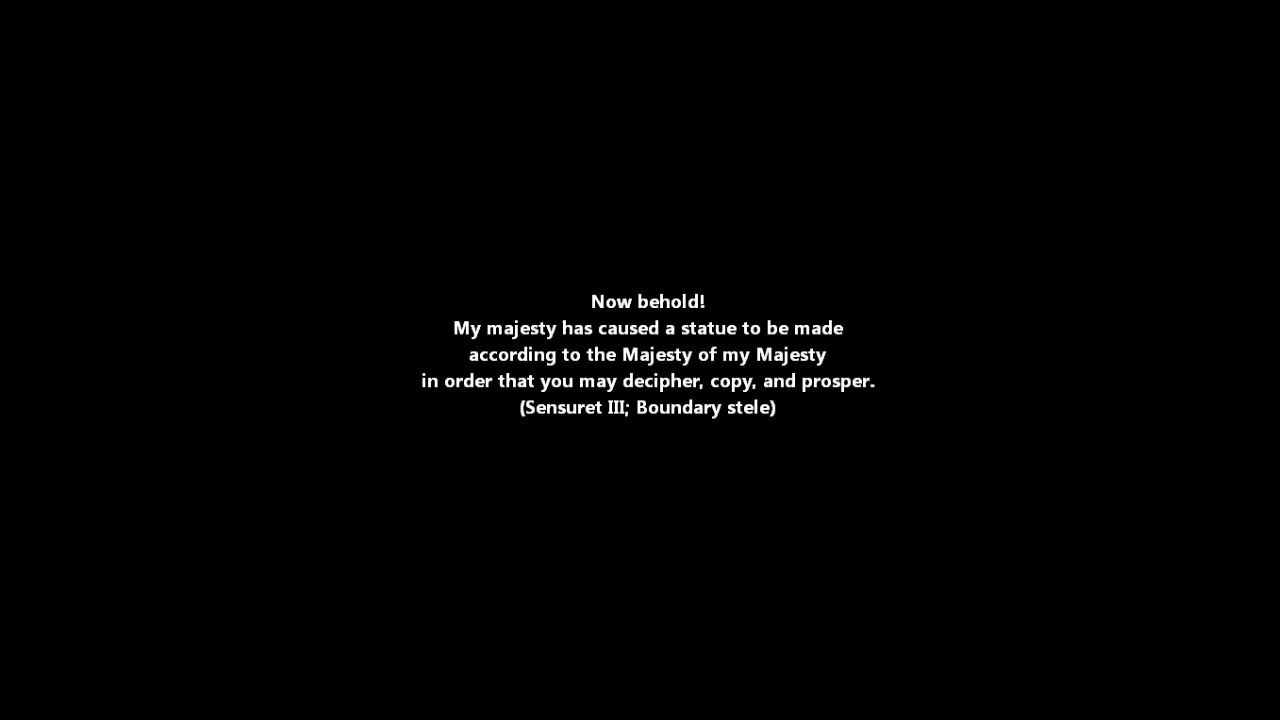 Now behold!
My majesty has caused a statue to be made
according to the Majesty of my Majesty
in order that you may decipher, copy, and prosper.
(Sensuret III; Boundary stele)